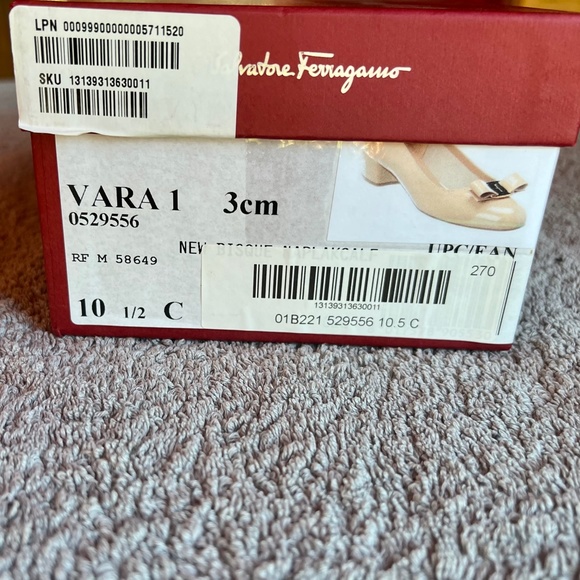 LPN 00099900000005711520
SKU 13139313630011
Salvatore Ferragamo
VARA 1 3cm
0529556
NEW BISQUE NAPLAKCALF UPC/EAN
RF M 58649
270
13139313630011
10 1/2 C
01B221 529556 10.5 C